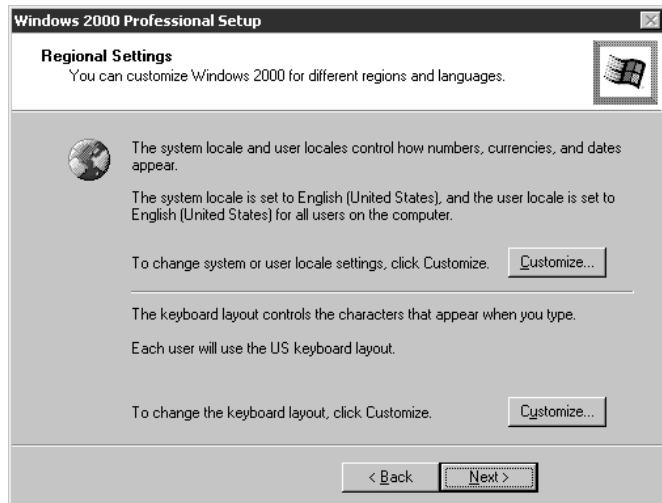 Windows 2000 Professional Setup
Regional Settings
You can customize Windows 2000 for different regions and languages.
The system locale and user locales control how numbers, currencies, and dates
appear.
The system locale is set to English (United States), and the user locale is set to
English (United States) for all users on the computer.
To change system or user locale settings, click Customize.
Customize...
The keyboard layout controls the characters that appear when you type.
Each user will use the US keyboard layout.
To change the keyboard layout, click Customize.
Customize...
< Back
Next >